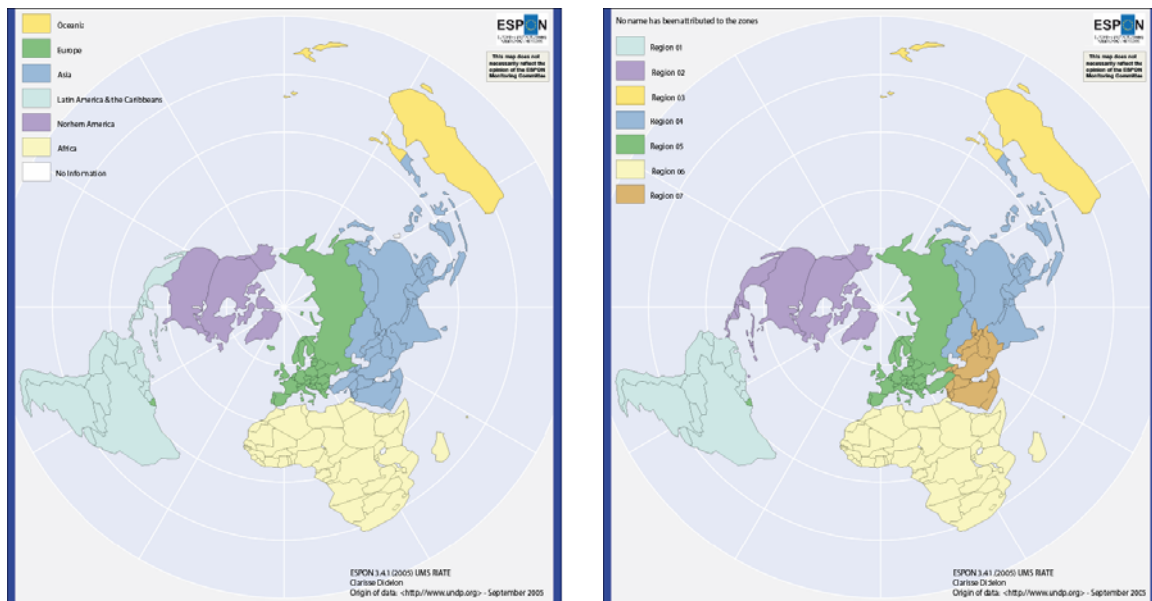 Oceania
Europe
Asia
Latin America & the Caribbeans
Northern America
Africa
No Information
ESPON
This map does not
necessarily reflect the
opinion of the ESPON
Monitoring Committee
ESPON 3.4.1 (2005) UMS RIATE
Clarisse Didelon
Origin of data: <http://www.undp.org> - September 2005
No name has been attributed to the zones
Region 01
Region 02
Region 03
Region 04
Region 05
Region 06
Region 07
ESPON
This map does not
necessarily reflect the
opinion of the ESPON
Monitoring Committee
ESPON 3.4.1 (2005) UMS RIATE
Clarisse Didelon
Origin of data: <http://www.undp.org> - September 2005